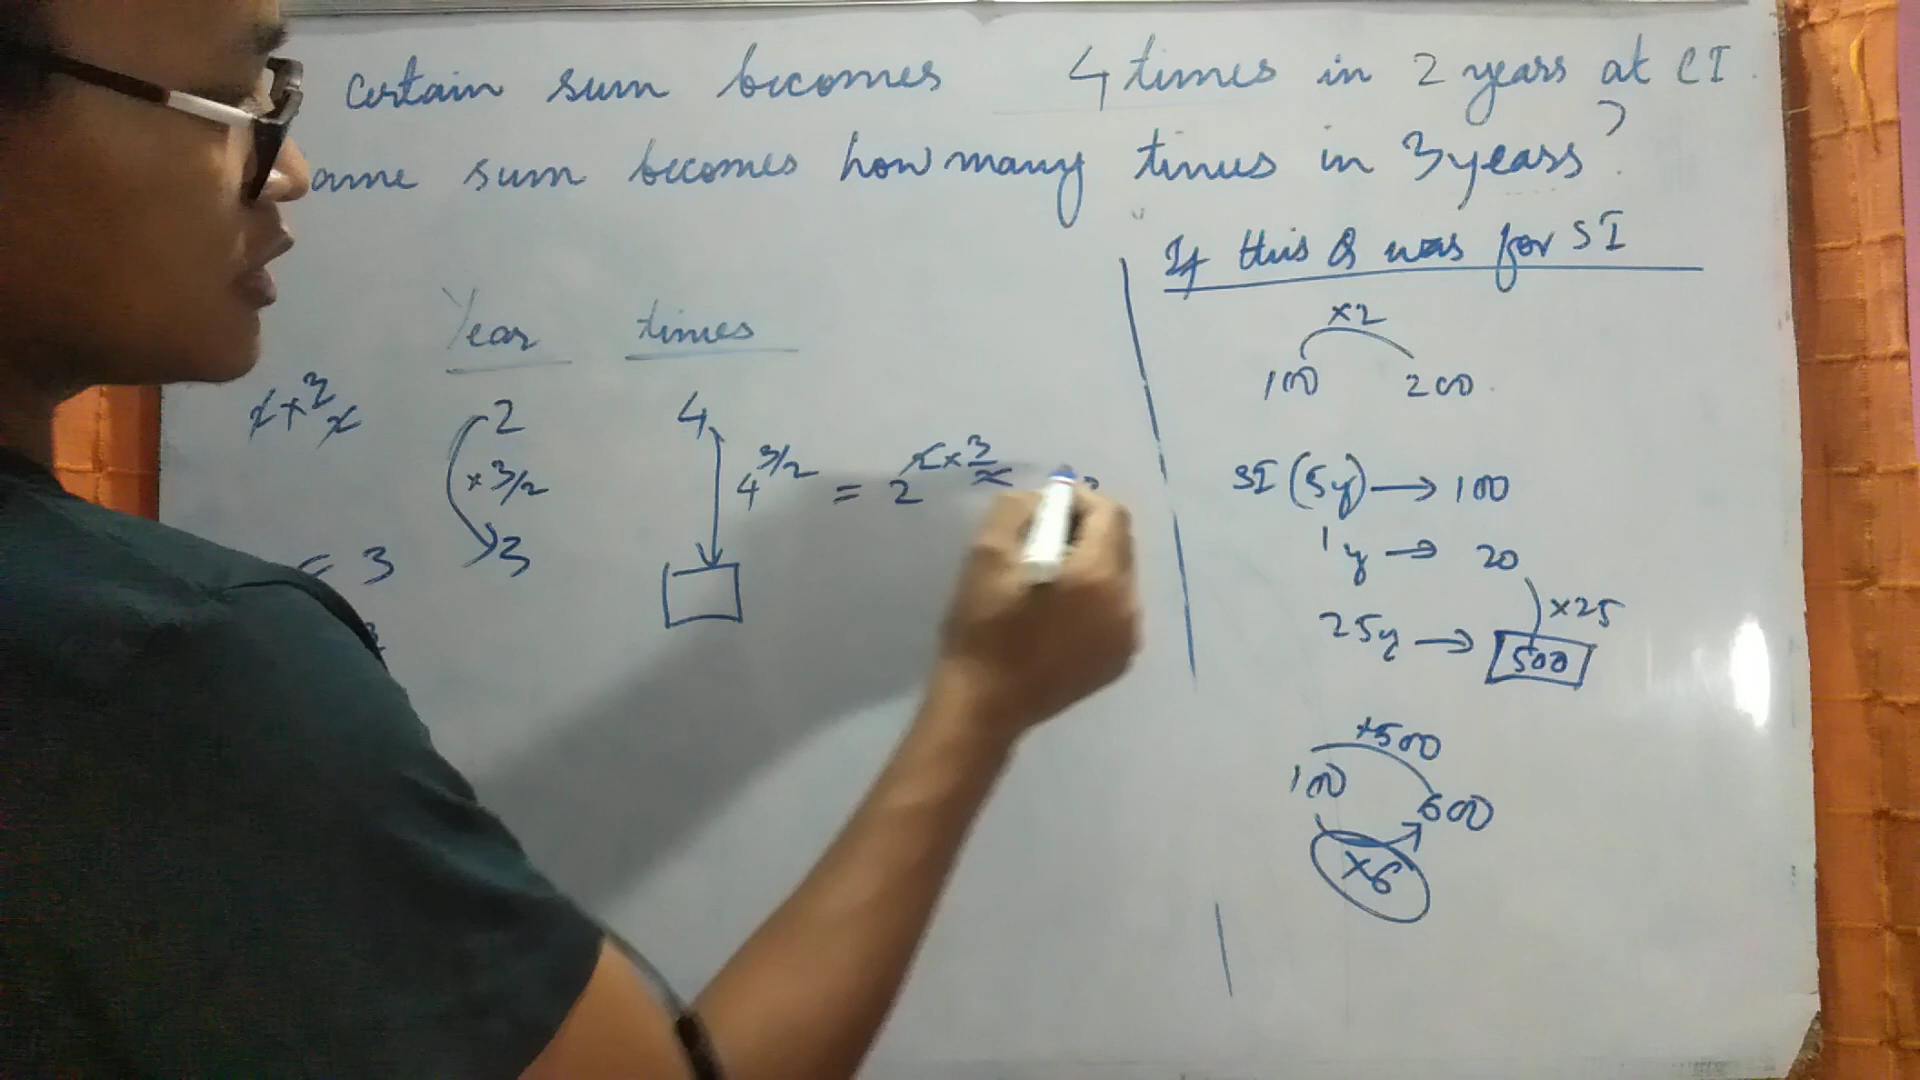 certain sum becomes 4 times in 2 years at CI
ame sum becomes how many times in 3 years?
If this Q was for SI
Year times
×2
100 200
2 4
×3/2
4^3/2 = 2^2×3/2
3
= 3
SI (5y) → 100
1y → 20
×25
25y → 500
+500
100 600
×6